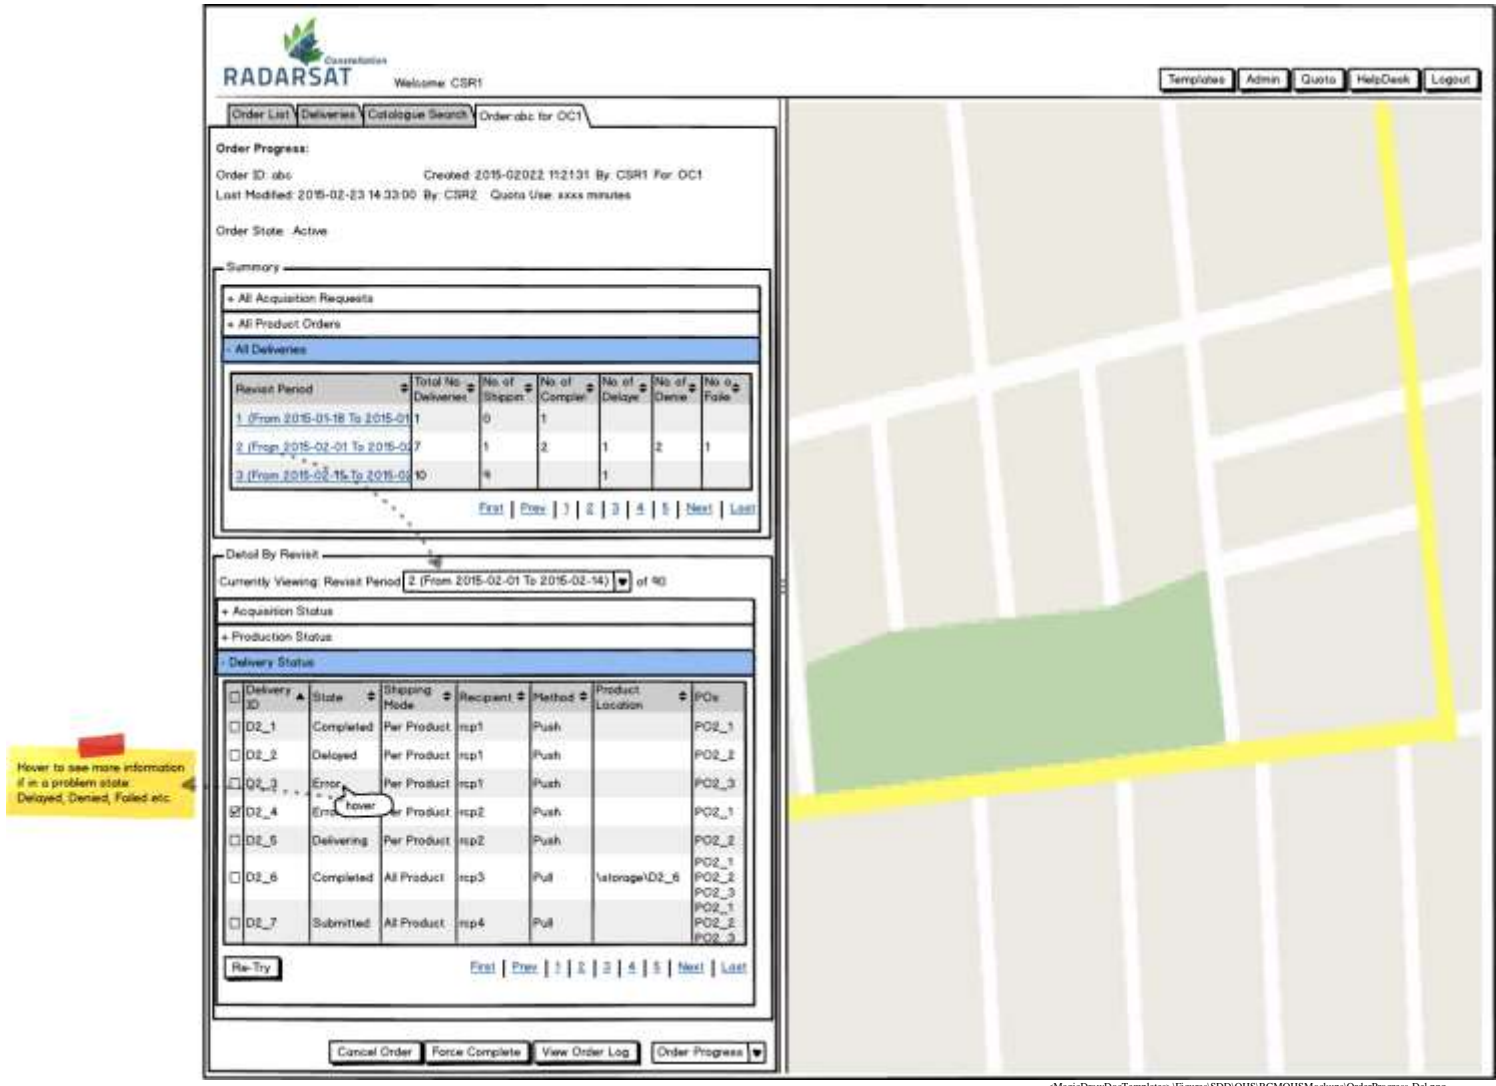 Constellation
RADARSAT
Welcome: CSR1
Templates Admin Quota HelpDesk Logout
Order List Deliveries Catalogue Search Order:abc for OC1
Order Progress:
Order ID: abc Created: 2015-02022 11:21:31 By: CSR1 For: OC1
Last Modified: 2015-02-23 14:33:00 By: CSR2 Quota Use: xxxx minutes
Order State: Active
Summary
+ All Acquisition Requests
+ All Product Orders
- All Deliveries
Revisit Period Total No. Deliveries No. of Shippin No. of Complet No. of Delaye No. of Denie No. o Faile
1 (From 2015-01-18 To 2015-01 1 0 1
2 (From 2015-02-01 To 2015-02 7 1 2 1 2 1
3 (From 2015-02-15 To 2015-02 10 9 1
First | Prev | 1 | 2 | 3 | 4 | 5 | Next | Last
Detail By Revisit
Currently Viewing: Revisit Period 2 (From 2015-02-01 To 2015-02-14) of 90
+ Acquisition Status
+ Production Status
- Delivery Status
Delivery ID State Shipping Mode Recipient Method Product Location POs
D2_1 Completed Per Product rcp1 Push PO2_1
D2_2 Delayed Per Product rcp1 Push PO2_2
D2_3 Error Per Product rcp1 Push PO2_3
hover
D2_4 Erro Per Product rcp2 Push PO2_1
D2_5 Delivering Per Product rcp2 Push PO2_2
D2_6 Completed All Product rcp3 Pull \storage\D2_6 PO2_1 PO2_2 PO2_3
D2_7 Submitted All Product rcp4 Pull PO2_1 PO2_2 PO2_3
Hover to see more information
if in a problem state:
Delayed, Denied, Failed etc.
Re-Try
First | Prev | 1 | 2 | 3 | 4 | 5 | Next | Last
Cancel Order Force Complete View Order Log Order Progress